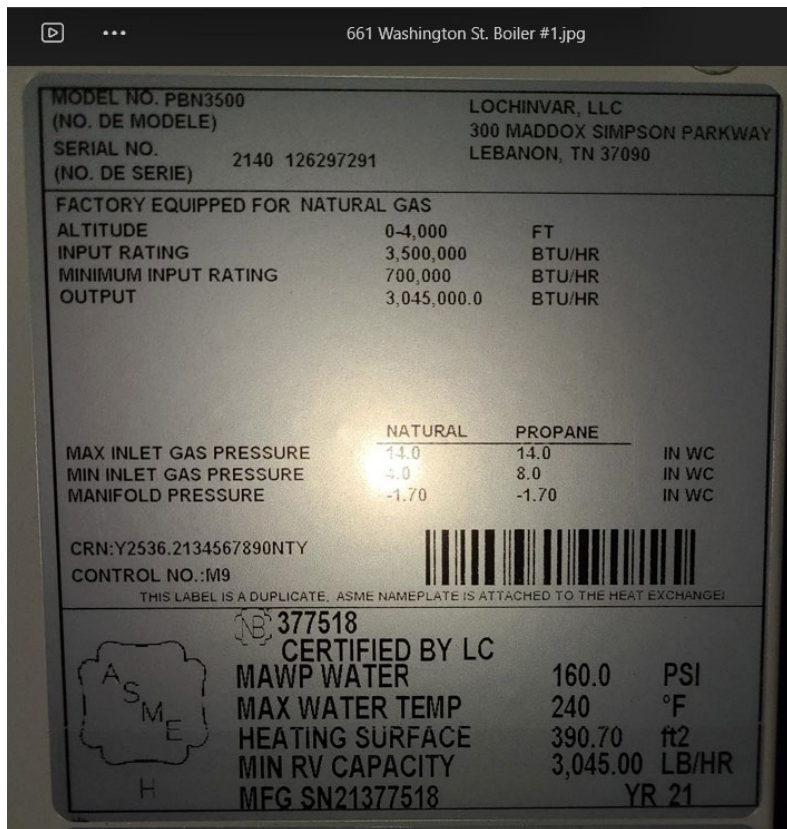 661 Washington St. Boiler #1.jpg
MODEL NO. PBN3500
(NO. DE MODELE)
SERIAL NO. 2140 126297291
(NO. DE SERIE)
LOCHINVAR, LLC
300 MADDOX SIMPSON PARKWAY
LEBANON, TN 37090
FACTORY EQUIPPED FOR NATURAL GAS
ALTITUDE 0-4,000 FT
INPUT RATING 3,500,000 BTU/HR
MINIMUM INPUT RATING 700,000 BTU/HR
OUTPUT 3,045,000.0 BTU/HR
NATURAL PROPANE
MAX INLET GAS PRESSURE 14.0 14.0 IN WC
MIN INLET GAS PRESSURE 4.0 8.0 IN WC
MANIFOLD PRESSURE -1.70 -1.70 IN WC
CRN:Y2536.2134567890NTY
CONTROL NO.:M9
THIS LABEL IS A DUPLICATE, ASME NAMEPLATE IS ATTACHED TO THE HEAT EXCHANGE
NB 377518
CERTIFIED BY LC
MAWP WATER 160.0 PSI
MAX WATER TEMP 240 °F
HEATING SURFACE 390.70 ft2
MIN RV CAPACITY 3,045.00 LB/HR
MFG SN21377518 YR 21
ASME
H